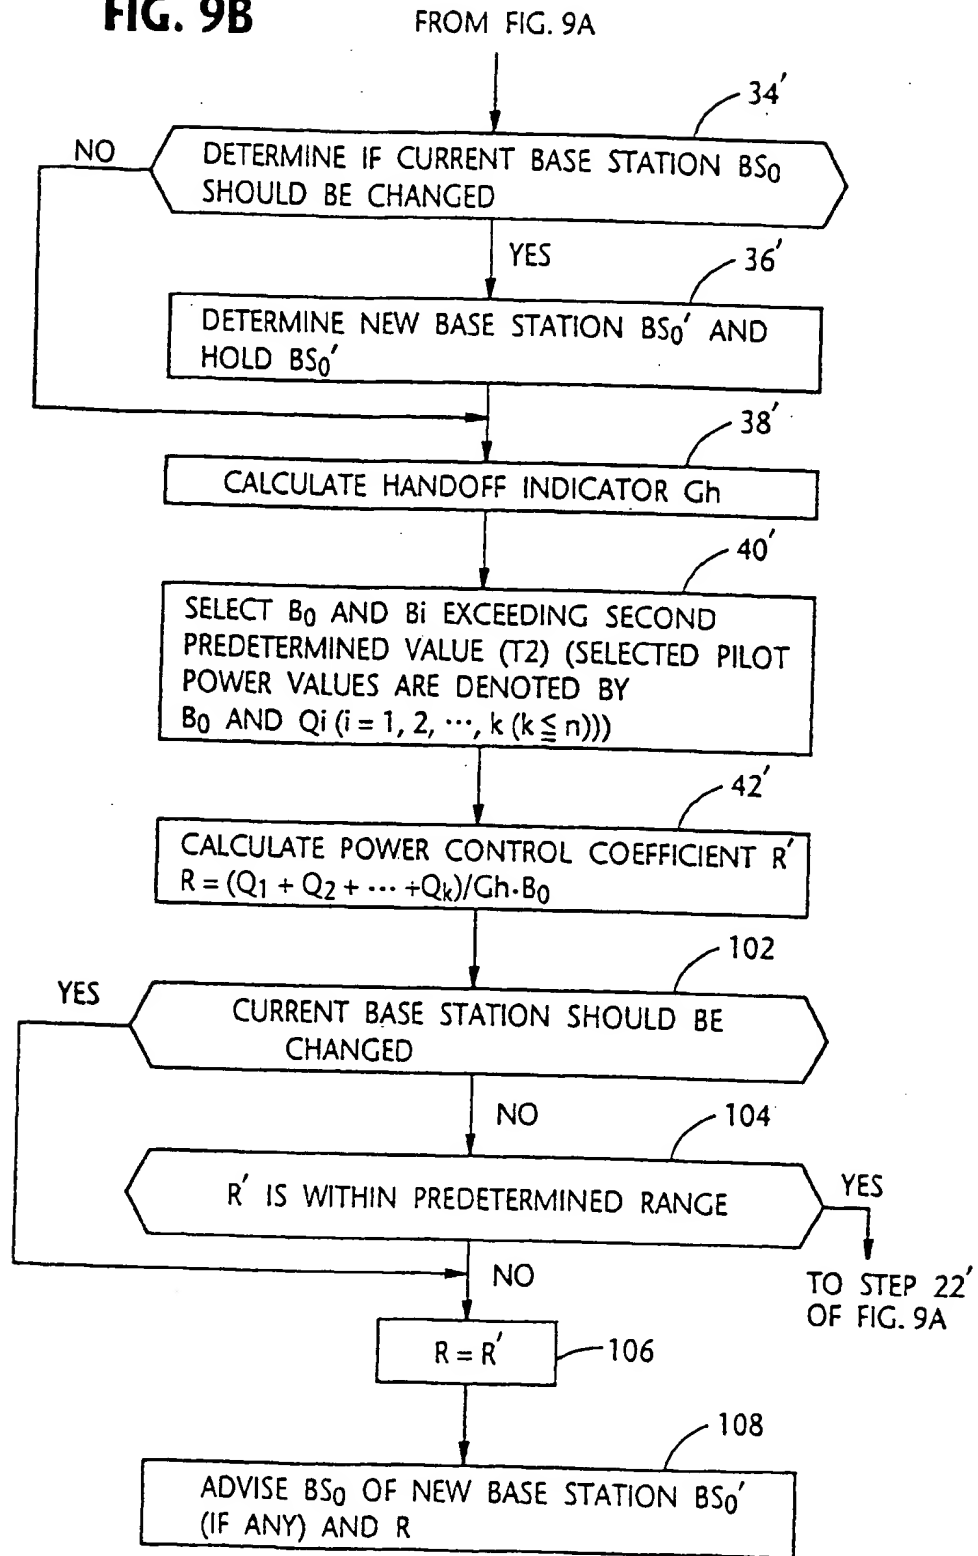 FIG. 9B
FROM FIG. 9A
34'
NO
DETERMINE IF CURRENT BASE STATION BS0
SHOULD BE CHANGED
YES
36'
DETERMINE NEW BASE STATION BS0' AND
HOLD BS0'
38'
CALCULATE HANDOFF INDICATOR Gh
40'
SELECT B0 AND Bi EXCEEDING SECOND
PREDETERMINED VALUE (T2) (SELECTED PILOT
POWER VALUES ARE DENOTED BY
B0 AND Qi (i = 1, 2, ···, k (k ≦ n)))
42'
CALCULATE POWER CONTROL COEFFICIENT R'
R = (Q1 + Q2 + ··· +Qk)/Gh·B0
102
YES
CURRENT BASE STATION SHOULD BE
CHANGED
NO
104
R' IS WITHIN PREDETERMINED RANGE
YES
NO
TO STEP 22'
OF FIG. 9A
R = R'
106
108
ADVISE BS0 OF NEW BASE STATION BS0'
(IF ANY) AND R